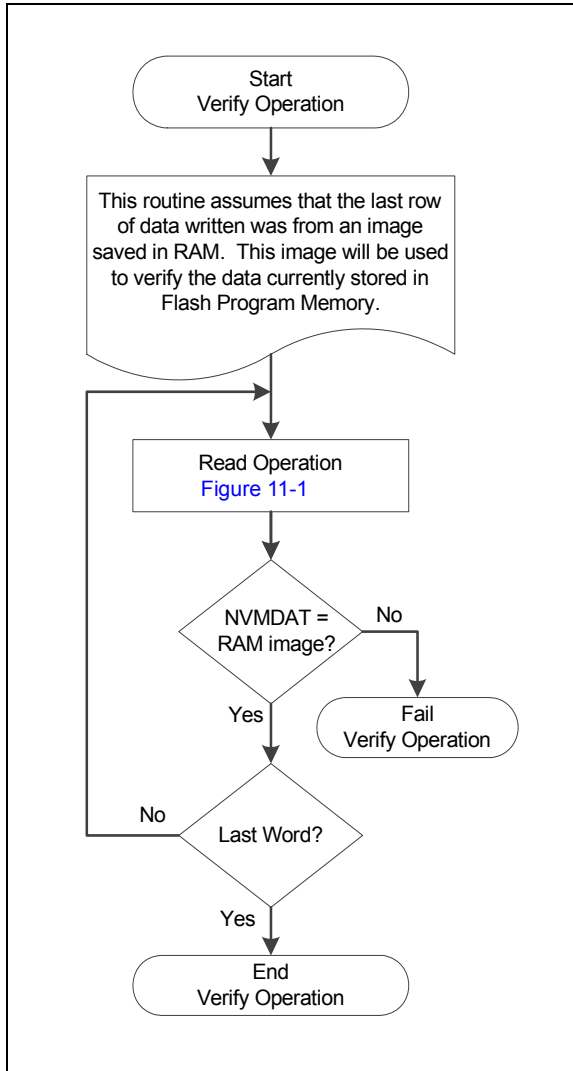 Start
Verify Operation
This routine assumes that the last row
of data written was from an image
saved in RAM.  This image will be used
to verify the data currently stored in
Flash Program Memory.
Read Operation
Figure 11-1
NVMDAT =
RAM image?
No
Fail
Verify Operation
Yes
No
Last Word?
Yes
End
Verify Operation